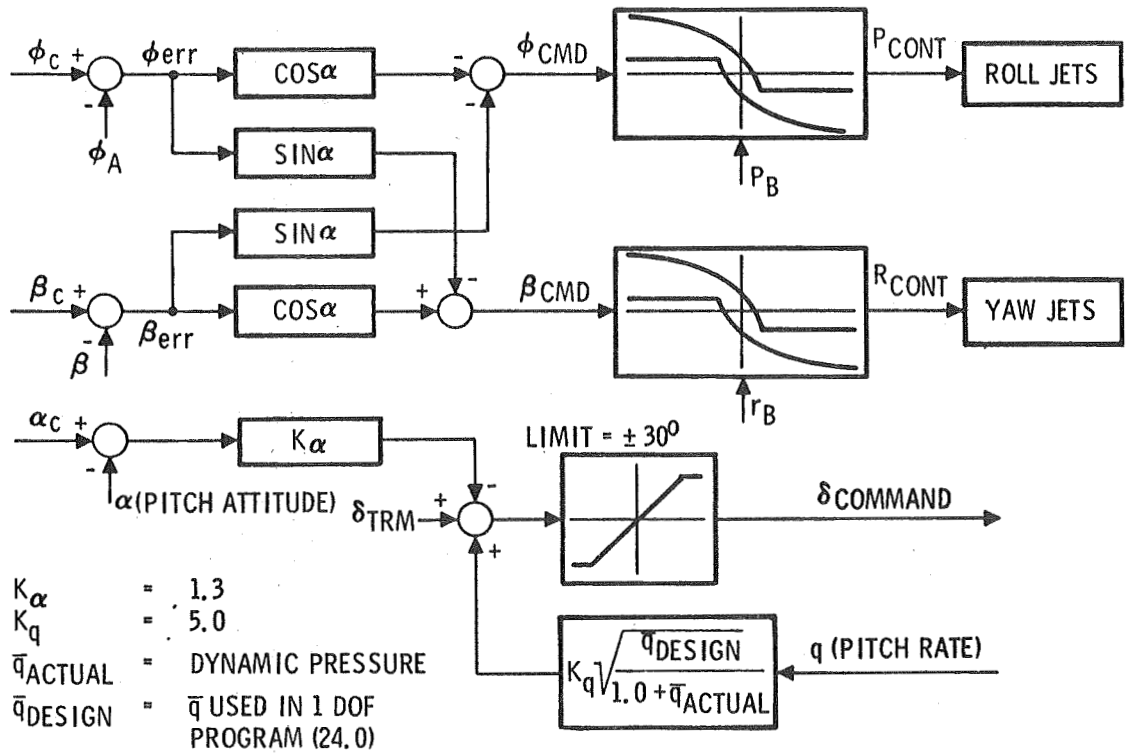 ϕC + ϕerr COSα - ϕCMD PCONT ROLL JETS
- -
ϕA SINα PB
SINα
βC + βerr COSα + - βCMD RCONT YAW JETS
-
β rB
αC + Kα LIMIT = ± 30⁰
- -
α (PITCH ATTITUDE) δTRM + δCOMMAND
+
Kα = 1.3
Kq = 5.0
q̄ACTUAL = DYNAMIC PRESSURE
q̄DESIGN = q̄ USED IN 1 DOF
PROGRAM (24.0)
Kq √ q̄DESIGN / 1.0 + q̄ACTUAL q (PITCH RATE)